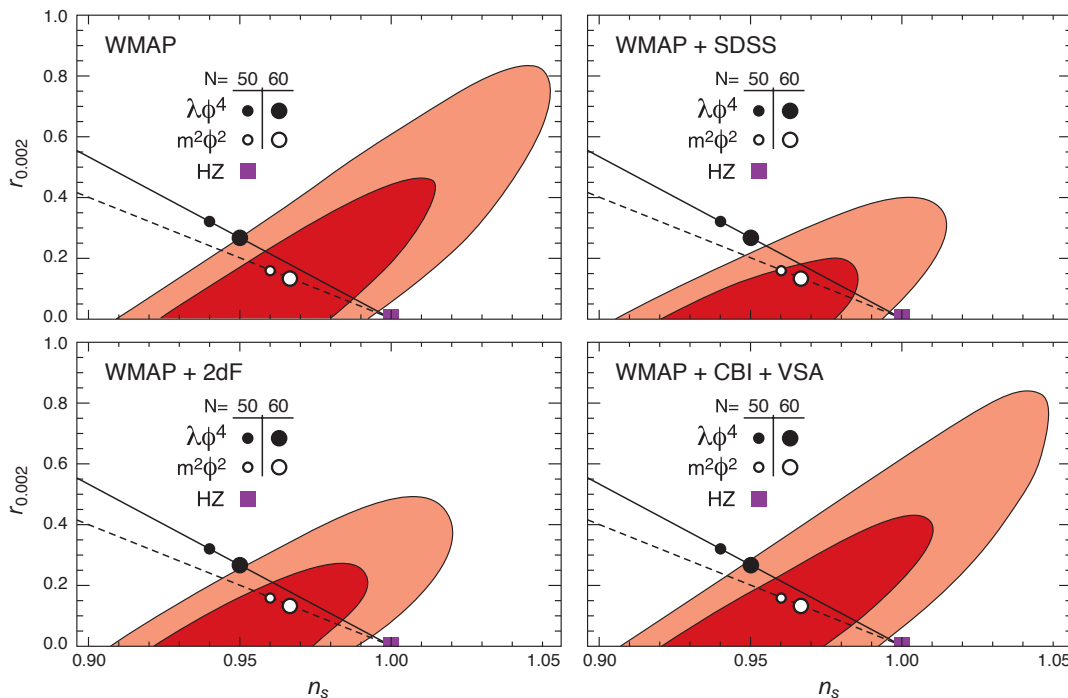 WMAP
N= 50 60
λϕ⁴
m²ϕ²
HZ
1.0
0.8
0.6
0.4
0.2
0.0
r0.002
WMAP + SDSS
N= 50 60
λϕ⁴
m²ϕ²
HZ
WMAP + 2dF
N= 50 60
λϕ⁴
m²ϕ²
HZ
1.0
0.8
0.6
0.4
0.2
0.0
r0.002
0.90 0.95 1.00 1.05
ns
WMAP + CBI + VSA
N= 50 60
λϕ⁴
m²ϕ²
HZ
0.90 0.95 1.00 1.05
ns